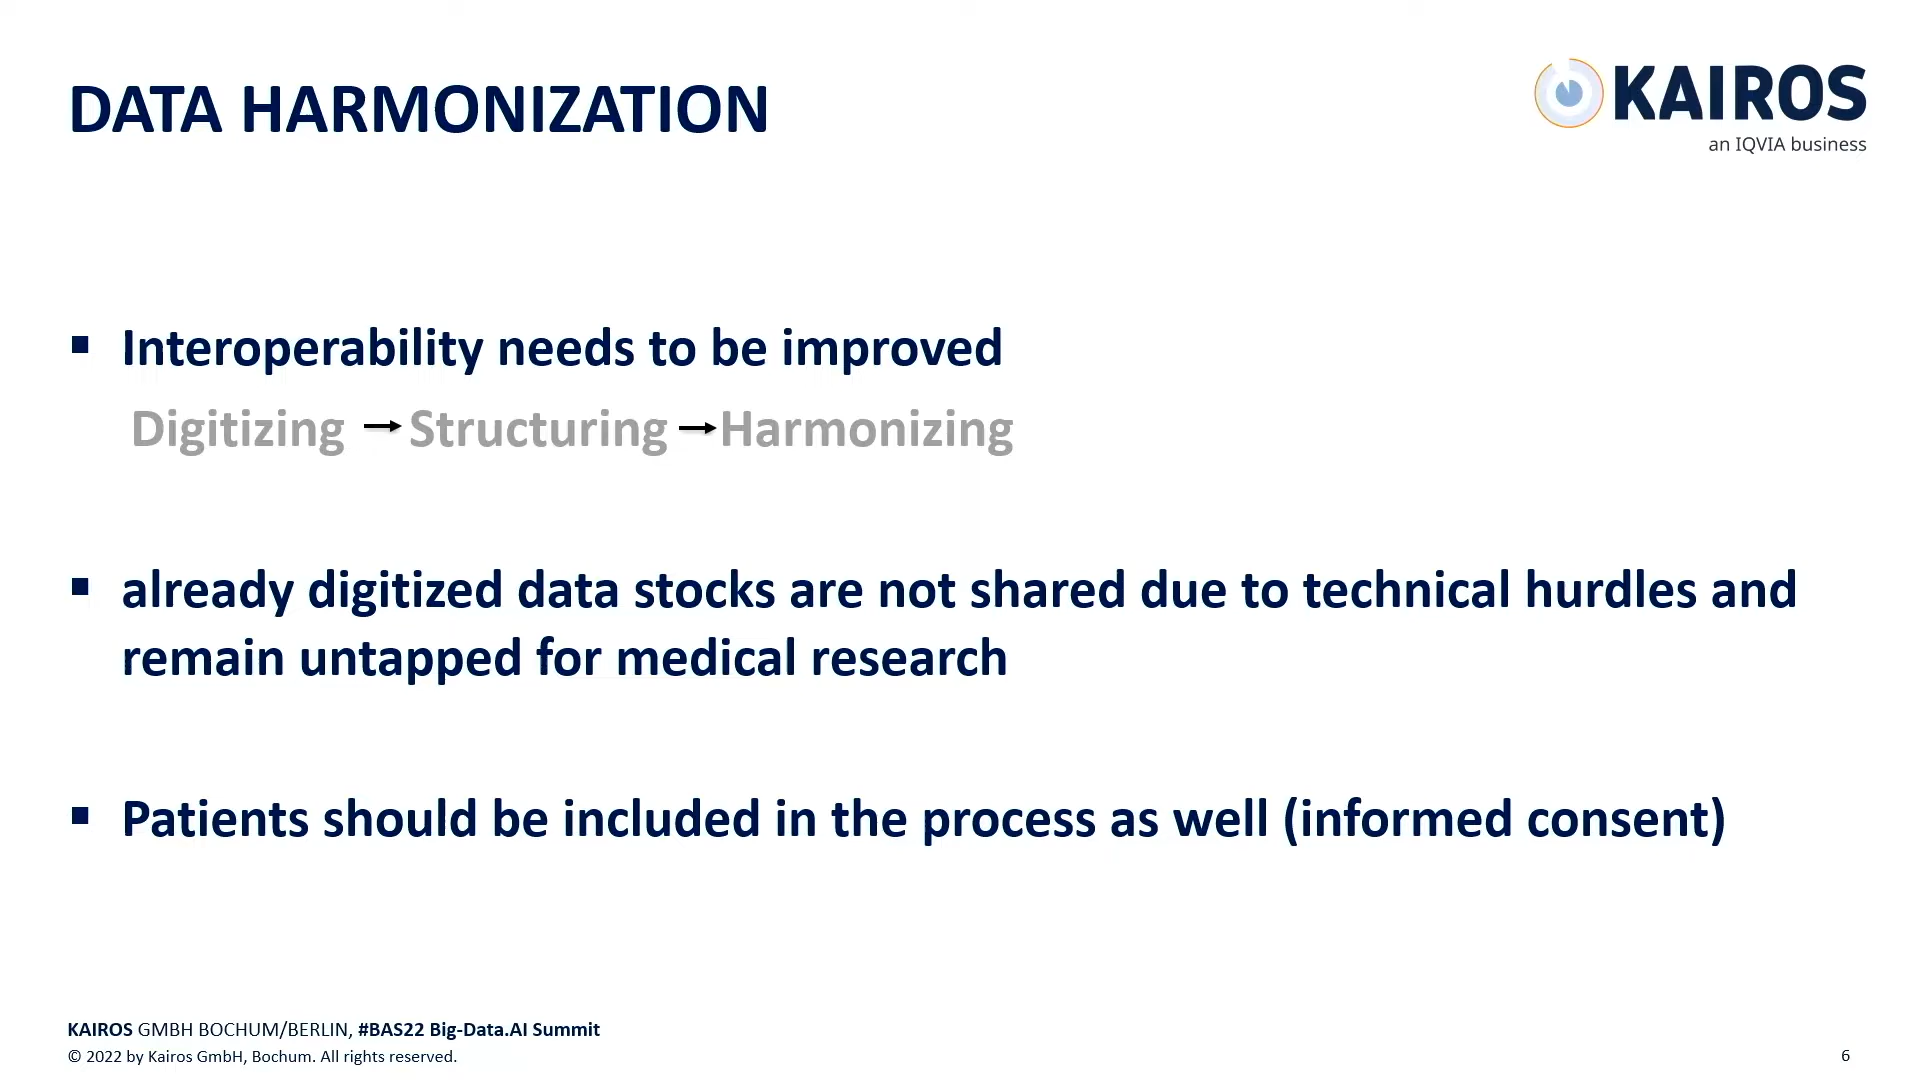 DATA HARMONIZATION
KAIROS
an IQVIA business
▪ Interoperability needs to be improved
Digitizing → Structuring → Harmonizing
▪ already digitized data stocks are not shared due to technical hurdles and
remain untapped for medical research
▪ Patients should be included in the process as well (informed consent)
KAIROS GMBH BOCHUM/BERLIN, #BAS22 Big-Data.AI Summit
© 2022 by Kairos GmbH, Bochum. All rights reserved.
6